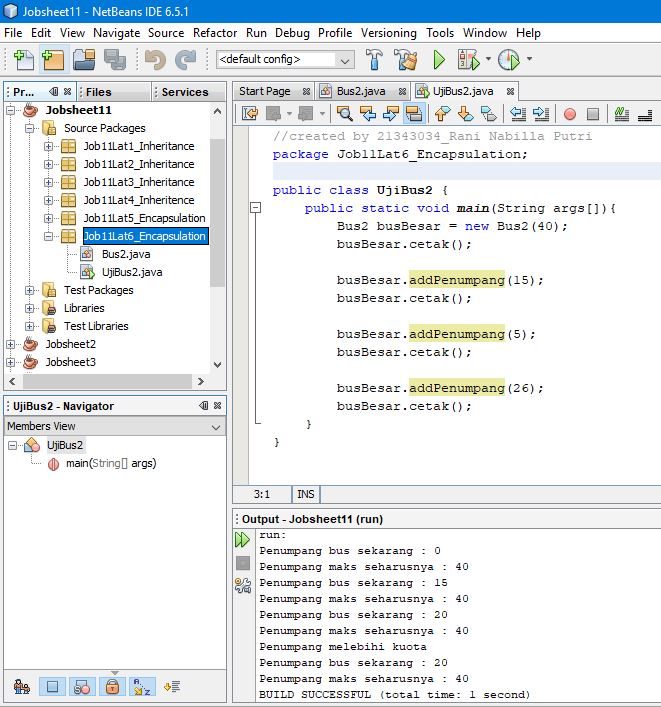 Jobsheet11 - NetBeans IDE 6.5.1
File Edit View Navigate Source Refactor Run Debug Profile Versioning Tools Window Help
<default config>
Pr... Files Services
Jobsheet11
Source Packages
Job11Lat1_Inheritance
Job11Lat2_Inheritence
Job11Lat3_Inheritence
Job11Lat4_Inheritence
Job11Lat5_Encapsulation
Job11Lat6_Encapsulation
Bus2.java
UjiBus2.java
Test Packages
Libraries
Test Libraries
Jobsheet2
Jobsheet3
UjiBus2 - Navigator
Members View
UjiBus2
main(String[] args)
Start Page Bus2.java UjiBus2.java
//created by 21343034_Rani Nabilla Putri
package Job11Lat6_Encapsulation;
public class UjiBus2 {
public static void main(String args[]){
Bus2 busBesar = new Bus2(40);
busBesar.cetak();
busBesar.addPenumpang(15);
busBesar.cetak();
busBesar.addPenumpang(5);
busBesar.cetak();
busBesar.addPenumpang(26);
busBesar.cetak();
}
}
3:1 INS
Output - Jobsheet11 (run)
run:
Penumpang bus sekarang : 0
Penumpang maks seharusnya : 40
Penumpang bus sekarang : 15
Penumpang maks seharusnya : 40
Penumpang bus sekarang : 20
Penumpang maks seharusnya : 40
Penumpang melebihi kuota
Penumpang bus sekarang : 20
Penumpang maks seharusnya : 40
BUILD SUCCESSFUL (total time: 1 second)